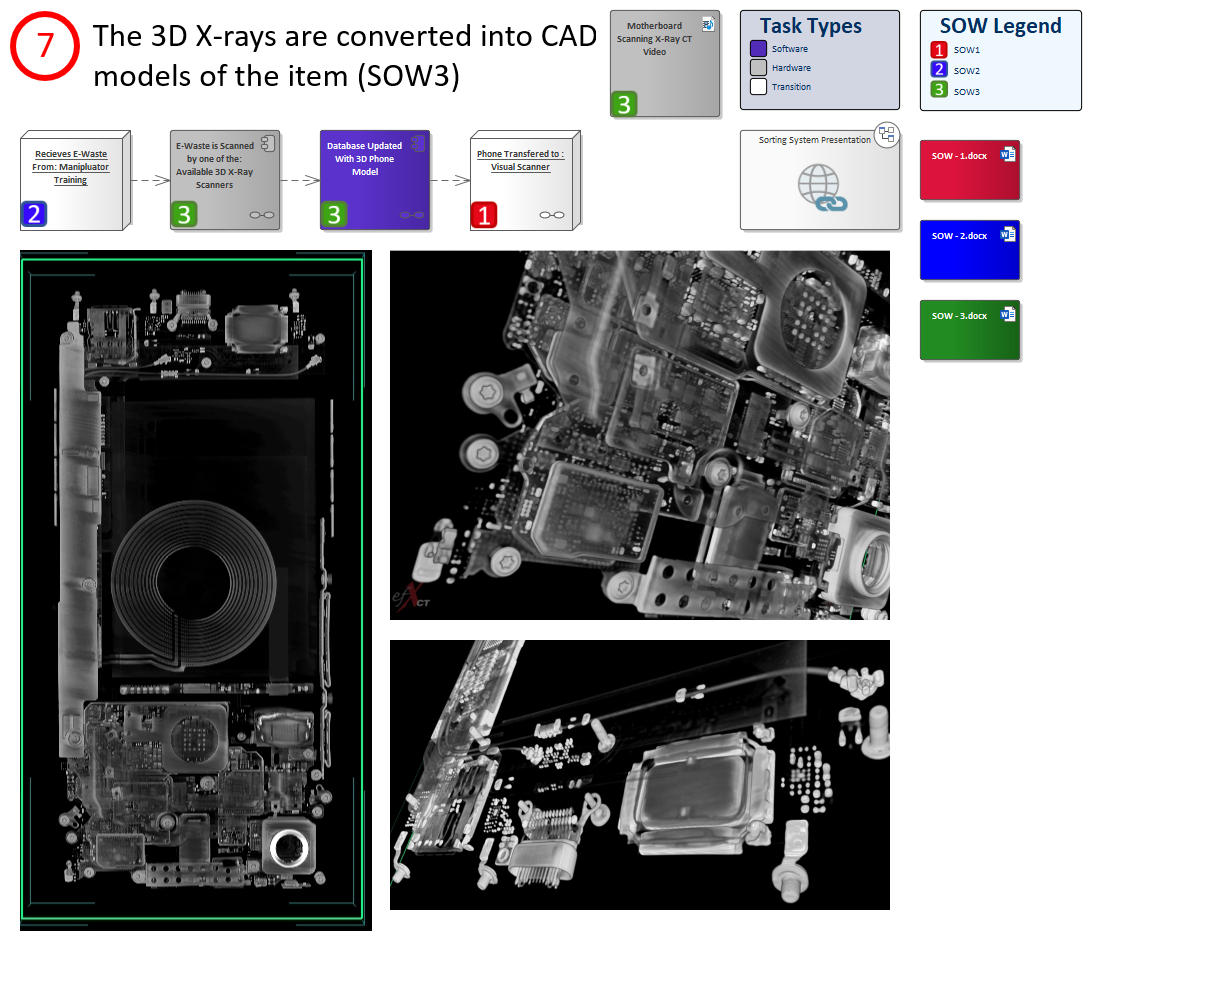 7
The 3D X-rays are converted into CAD
models of the item (SOW3)
Motherboard
Scanning X-Ray CT
Video
3
Task Types
Software
Hardware
Transition
SOW Legend
1 SOW1
2 SOW2
3 SOW3
Recieves E-Waste
From: Manipluator
Training
2
E-Waste is Scanned
by one of the:
Available 3D X-Ray
Scanners
3
Database Updated
With 3D Phone
Model
3
Phone Transfered to :
Visual Scanner
1
Sorting System Presentation
SOW - 1.docx
SOW - 2.docx
SOW - 3.docx
efX CT